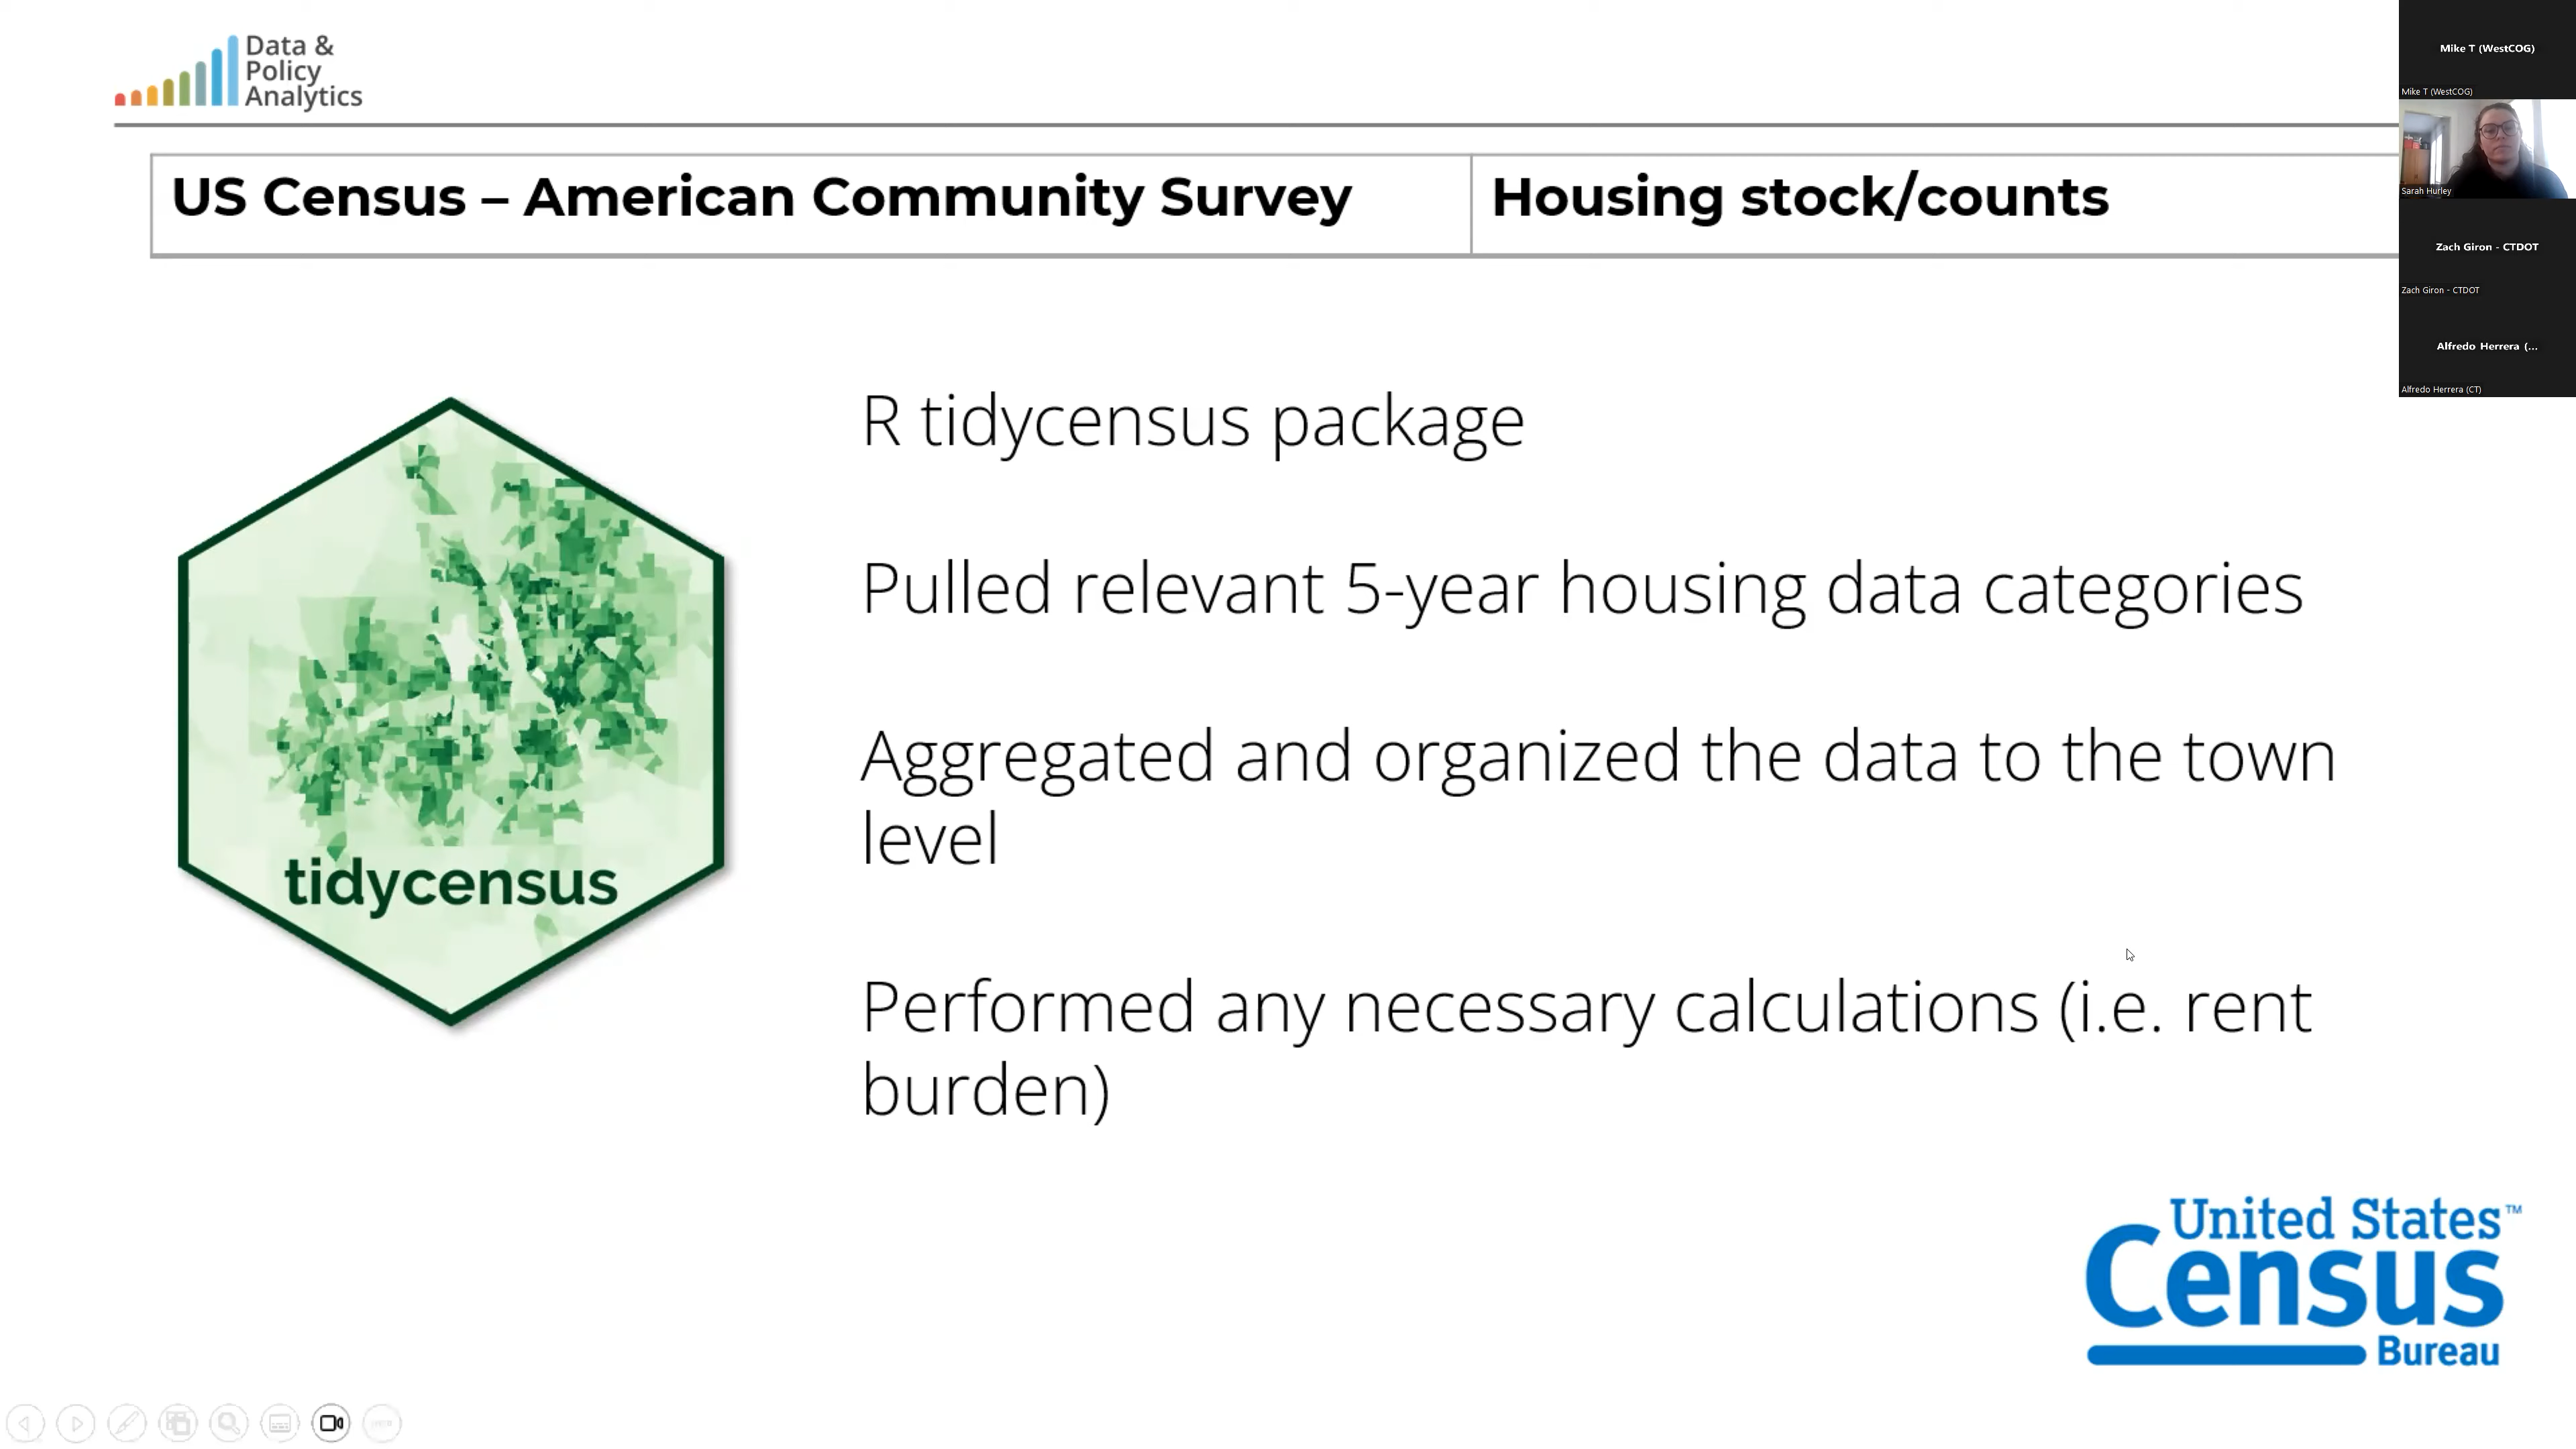 Data &
Policy
Analytics
US Census – American Community Survey
Housing stock/counts
R tidycensus package
Pulled relevant 5-year housing data categories
Aggregated and organized the data to the town
level
Performed any necessary calculations (i.e. rent
burden)
tidycensus
United States™
Census
Bureau
Mike T (WestCOG)
Mike T (WestCOG)
Sarah Hurley
Zach Giron - CTDOT
Zach Giron - CTDOT
Alfredo Herrera (...
Alfredo Herrera (CT)